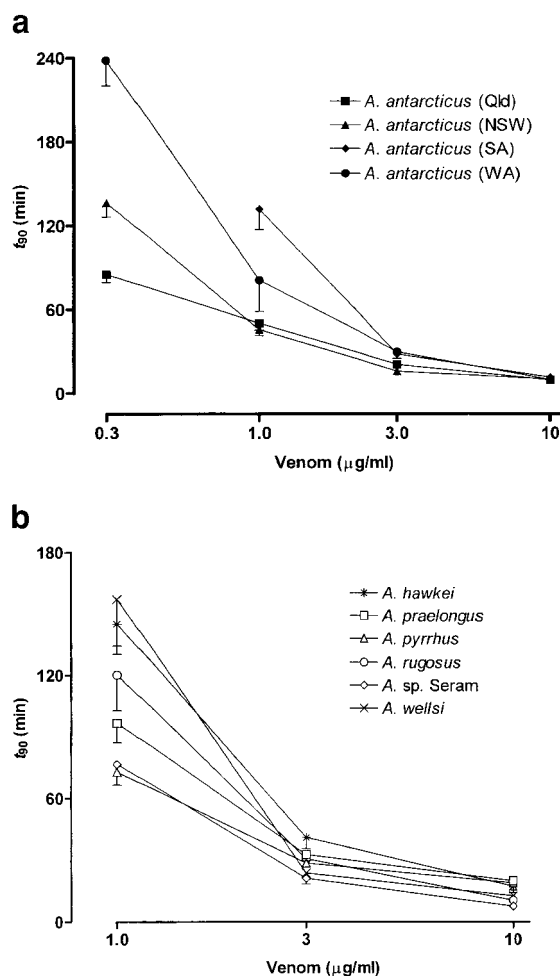 a
240
180
120
60
0
t90 (min)
A. antarcticus (Qld)
A. antarcticus (NSW)
A. antarcticus (SA)
A. antarcticus (WA)
0.3 1.0 3.0 10
Venom (μg/ml)
b
180
120
60
0
t90 (min)
A. hawkei
A. praelongus
A. pyrrhus
A. rugosus
A. sp. Seram
A. wellsi
1.0 3 10
Venom (μg/ml)